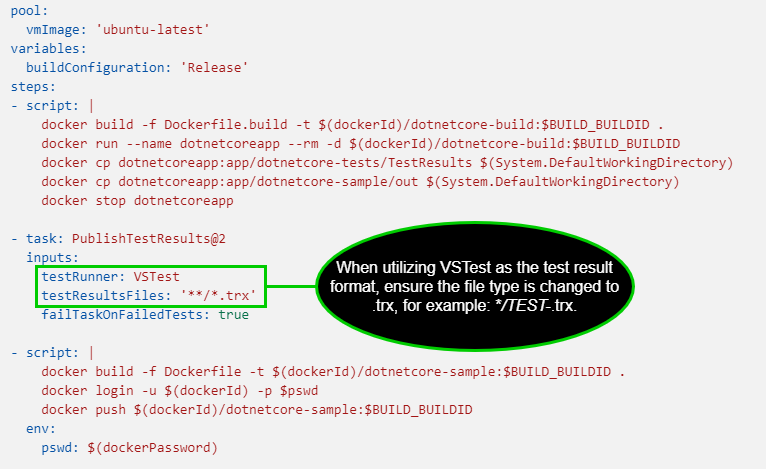 pool:
  vmImage: 'ubuntu-latest'
variables:
  buildConfiguration: 'Release'
steps:
- script: |
    docker build -f Dockerfile.build -t $(dockerId)/dotnetcore-build:$BUILD_BUILDID .
    docker run --name dotnetcoreapp --rm -d $(dockerId)/dotnetcore-build:$BUILD_BUILDID
    docker cp dotnetcoreapp:app/dotnetcore-tests/TestResults $(System.DefaultWorkingDirectory)
    docker cp dotnetcoreapp:app/dotnetcore-sample/out $(System.DefaultWorkingDirectory)
    docker stop dotnetcoreapp
- task: PublishTestResults@2
  inputs:
    testRunner: VSTest
    testResultsFiles: '**/*.trx'
    failTaskOnFailedTests: true
When utilizing VSTest as the test result
format, ensure the file type is changed to
.trx, for example: */TEST-.trx.
- script: |
    docker build -f Dockerfile -t $(dockerId)/dotnetcore-sample:$BUILD_BUILDID .
    docker login -u $(dockerId) -p $pswd
    docker push $(dockerId)/dotnetcore-sample:$BUILD_BUILDID
  env:
    pswd: $(dockerPassword)